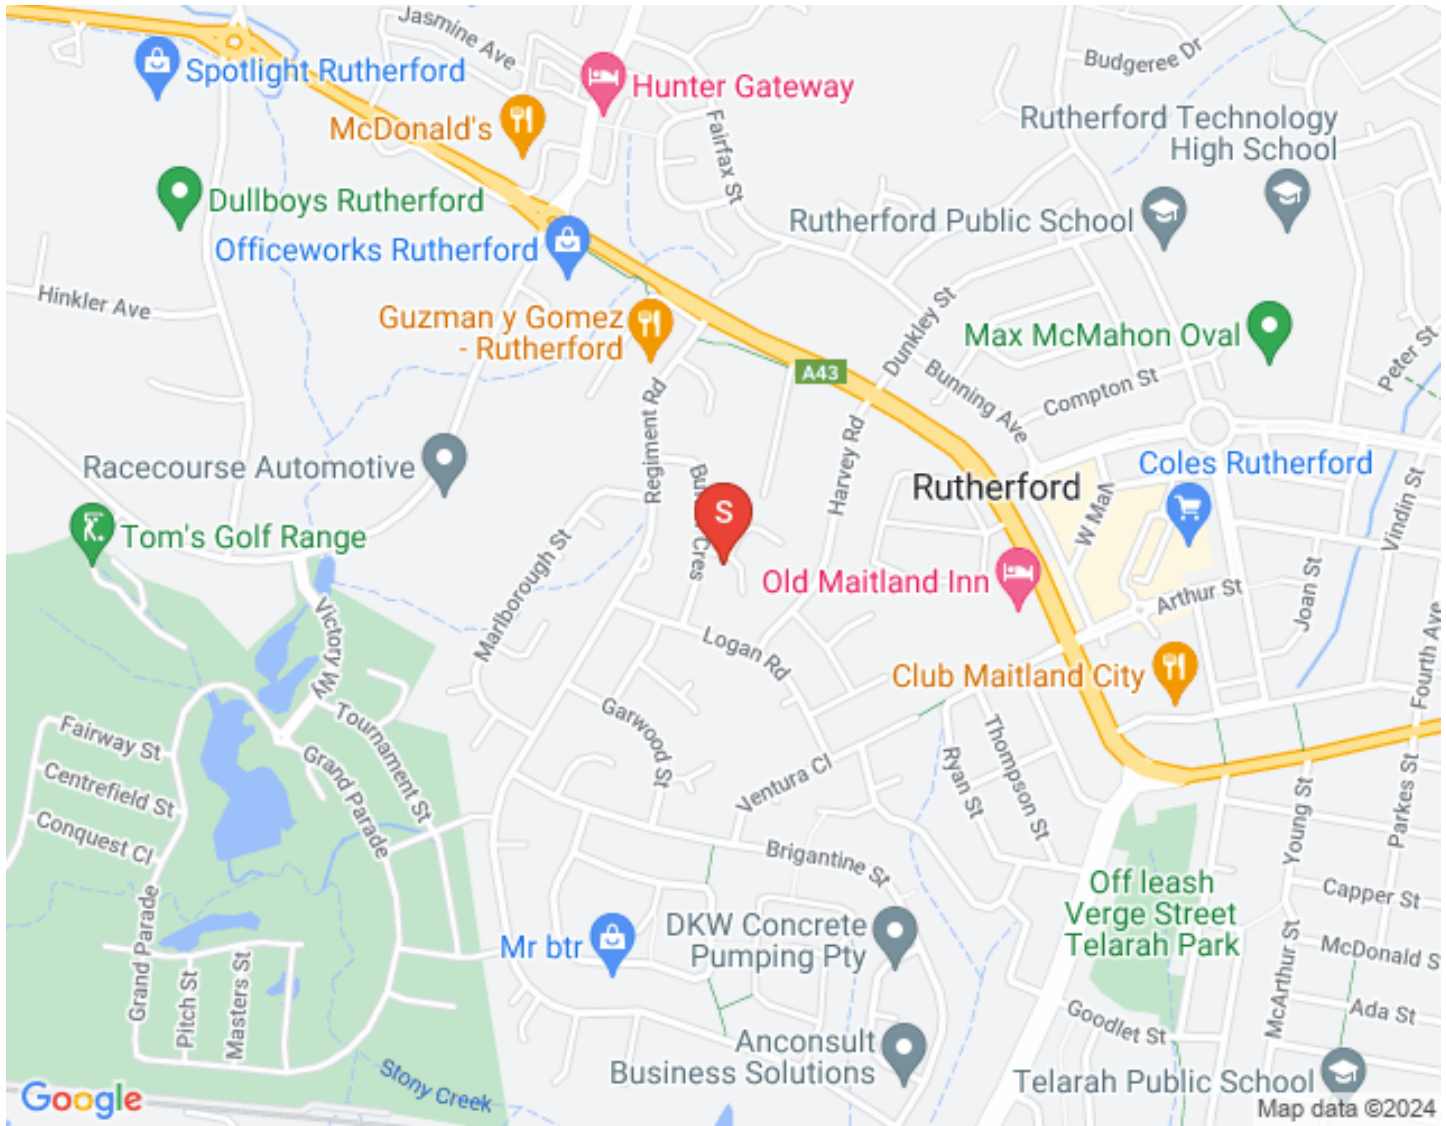 Jasmine Ave
Budgeree Dr
Spotlight Rutherford
Hunter Gateway
McDonald's
Rutherford Technology
High School
Fairfax St
Dullboys Rutherford
Rutherford Public School
Officeworks Rutherford
Hinkler Ave
Guzman y Gomez
- Rutherford
Dunkley St
Max McMahon Oval
Peter St
A43
Bunning Ave
Compton St
Regiment Rd
Harvey Rd
Racecourse Automotive
Coles Rutherford
Rutherford
W Mall
Vindin St
S
Cres
Tom's Golf Range
Marlborough St
Old Maitland Inn
Arthur St
Joan St
Victory Wy
Logan Rd
Club Maitland City
Fourth Ave
Fairway St
Tournament St
Garwood St
Thompson St
Ryan St
Centrefield St
Grand Parade
Ventura Cl
Conquest Cl
Young St
Parkes St
Brigantine St
Off leash
Verge Street
Telarah Park
Capper St
Grand Parade
Mr btr
DKW Concrete
Pumping Pty
McDonald S
McArthur St
Pitch St
Masters St
Ada St
Goodlet St
Anconsult
Business Solutions
Stony Creek
Telarah Public School
Google
Map data ©2024